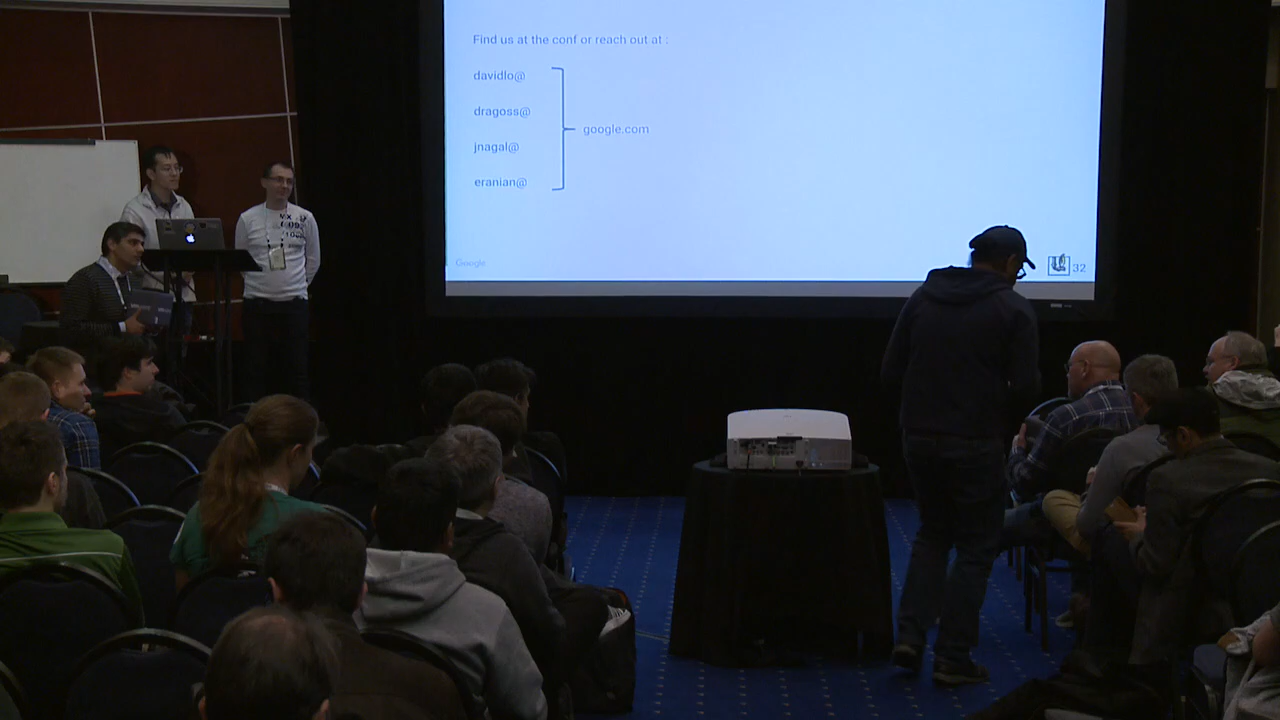 Find us at the conf or reach out at :
davidlo@
dragoss@
jnagal@
eranian@
google.com
Google
32